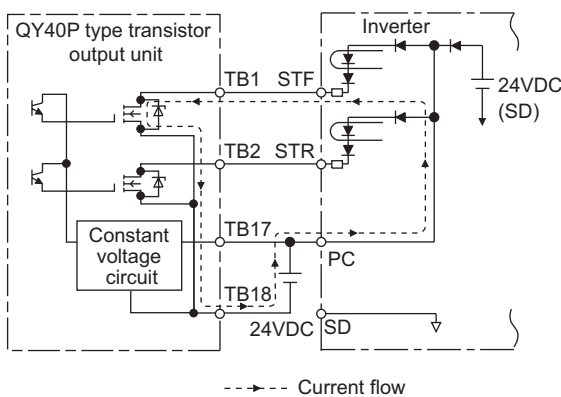 QY40P type transistor
output unit
Inverter
TB1 STF
24VDC
(SD)
TB2 STR
Constant
voltage
circuit
TB17
PC
TB18
24VDC SD
Current flow